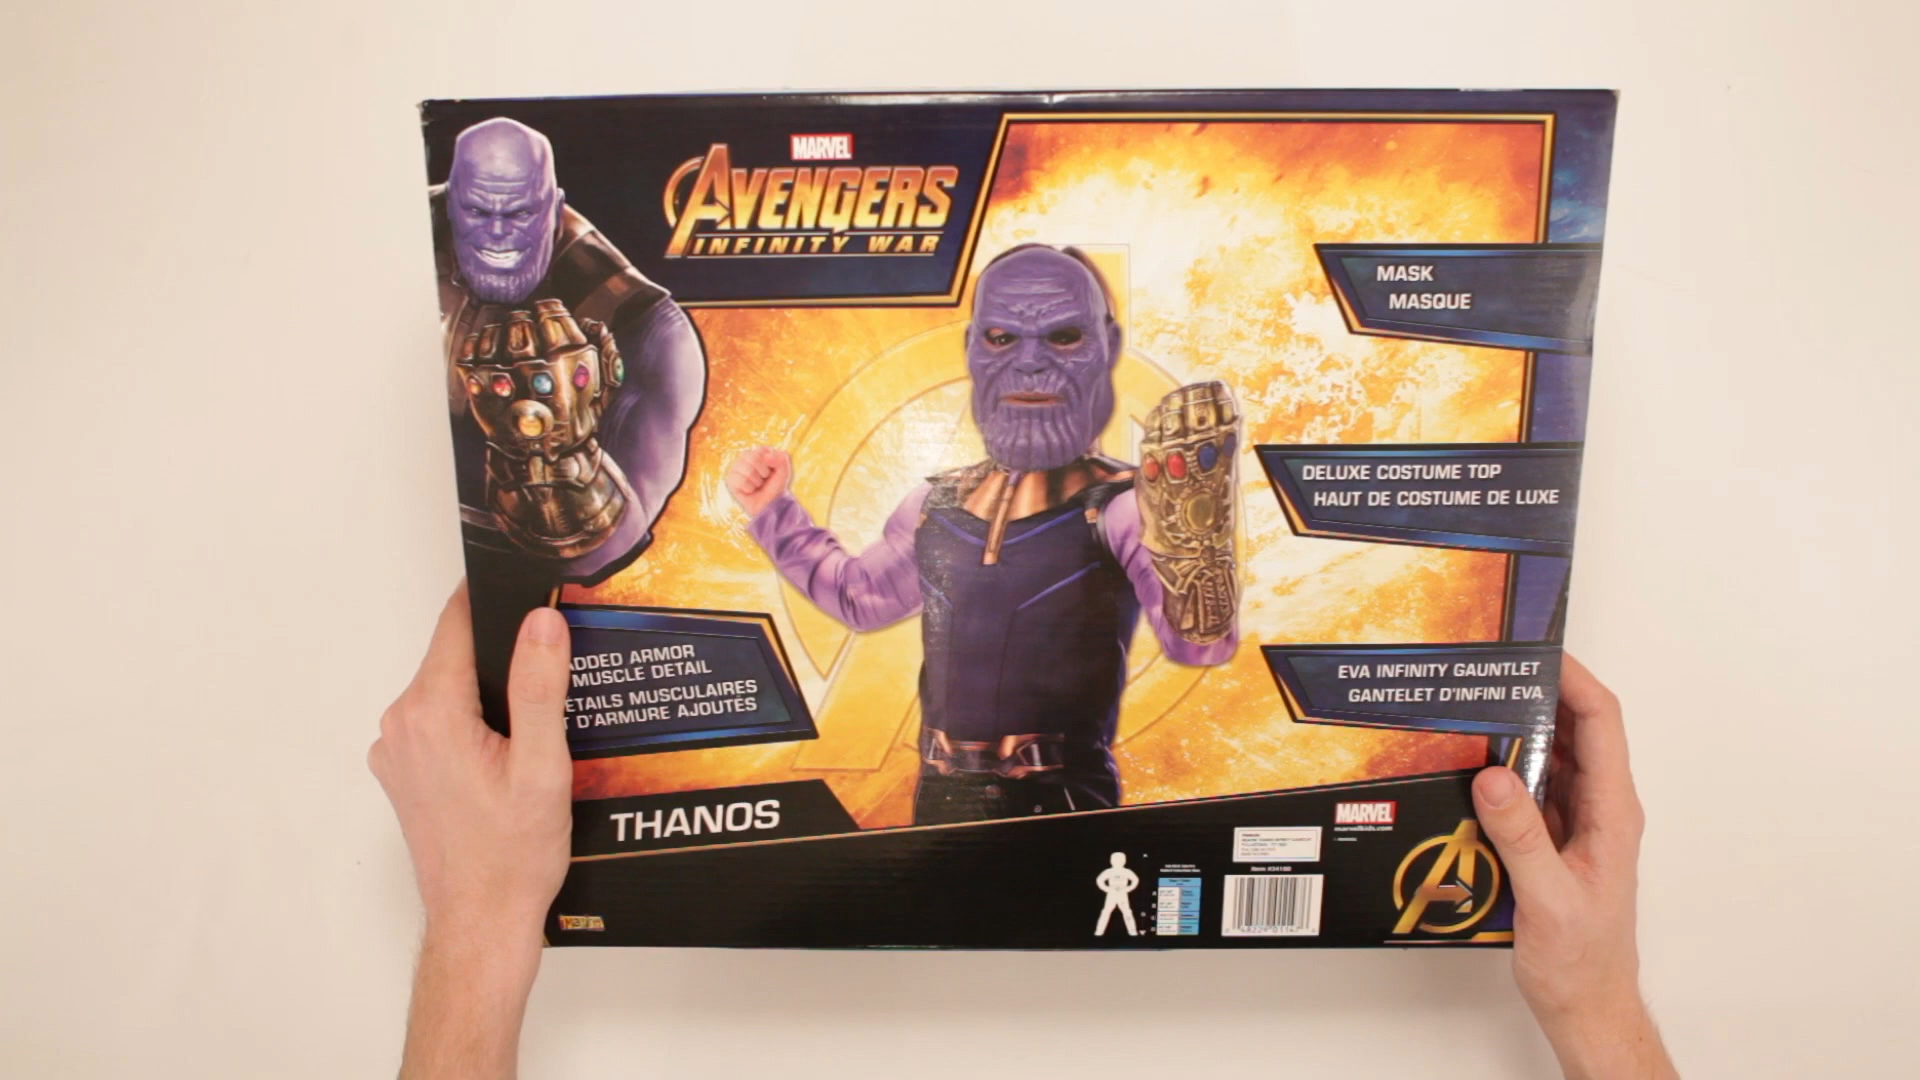 MARVEL
AVENGERS
INFINITY WAR
MASK
MASQUE
DELUXE COSTUME TOP
HAUT DE COSTUME DE LUXE
EVA INFINITY GAUNTLET
GANTELET D'INFINI EVA
ADDED ARMOR
MUSCLE DETAIL
ÉTAILS MUSCULAIRES
T D'ARMURE AJOUTÉS
THANOS
MARVEL
marvelkids.com